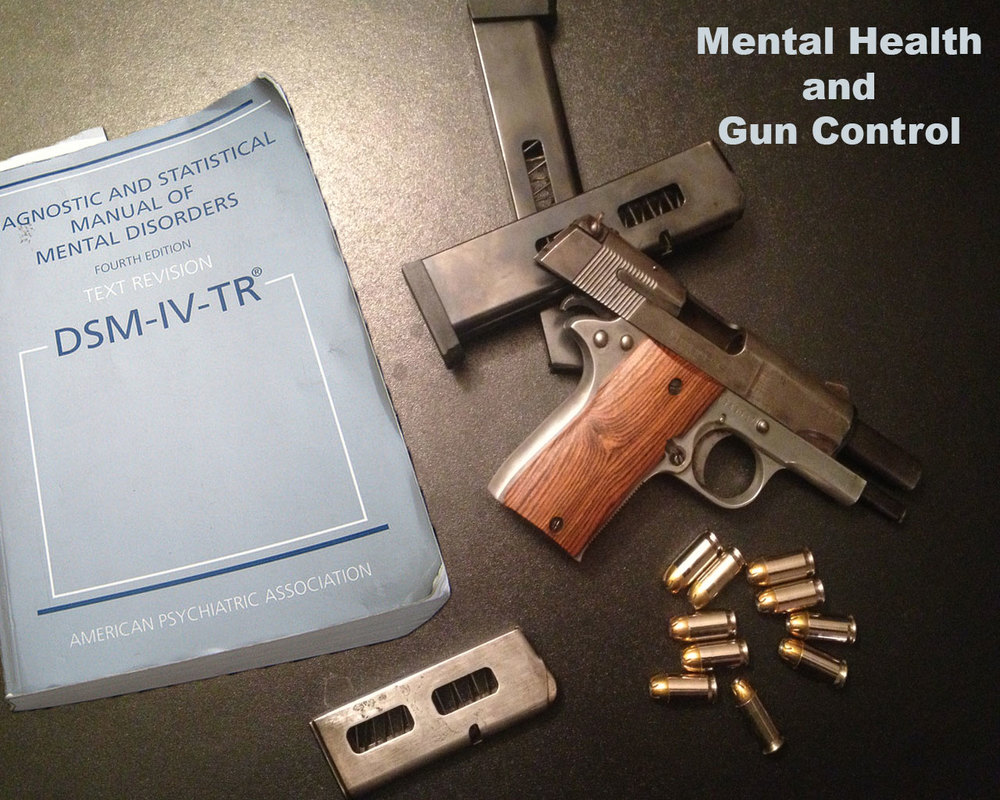 Mental Health
and
Gun Control
AGNOSTIC AND STATISTICAL
MANUAL OF
MENTAL DISORDERS
FOURTH EDITION
TEXT REVISION
DSM-IV-TR®
AMERICAN PSYCHIATRIC ASSOCIATION